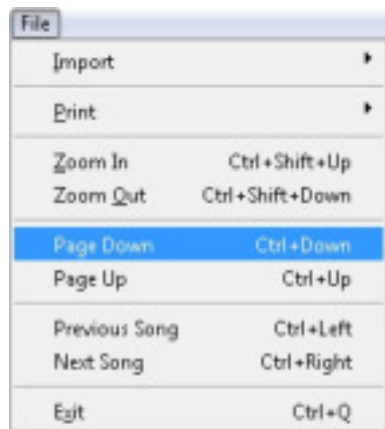 File
Import
Print
Zoom In Ctrl+Shift+Up
Zoom Out Ctrl+Shift+Down
Page Down Ctrl+Down
Page Up Ctrl+Up
Previous Song Ctrl+Left
Next Song Ctrl+Right
Exit Ctrl+Q